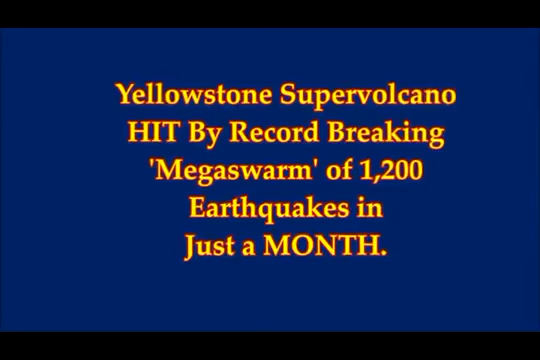 Yellowstone Supervolcano
HIT By Record Breaking
'Megaswarm' of 1,200
Earthquakes in
Just a MONTH.